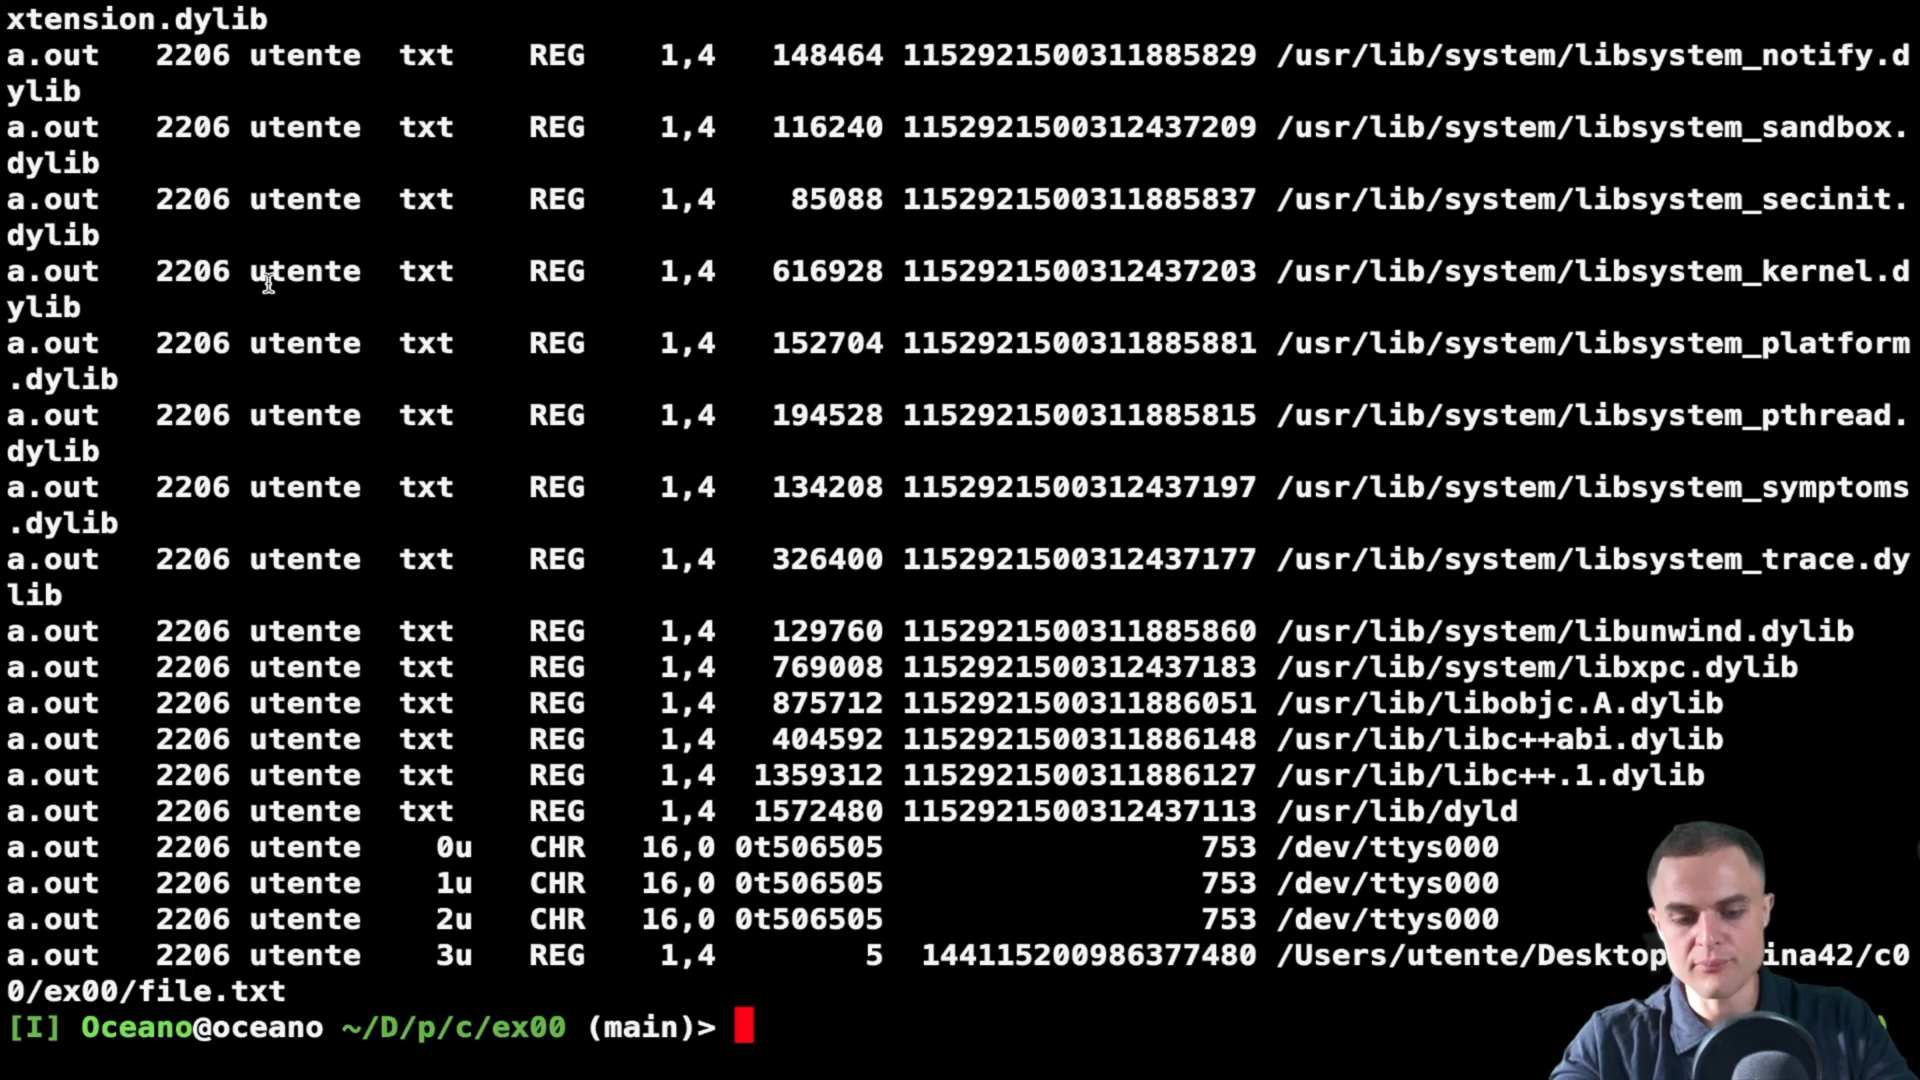 xtension.dylib
a.out   2206 utente  txt    REG    1,4   148464 1152921500311885829 /usr/lib/system/libsystem_notify.d
ylib
a.out   2206 utente  txt    REG    1,4   116240 1152921500312437209 /usr/lib/system/libsystem_sandbox.
dylib
a.out   2206 utente  txt    REG    1,4    85088 1152921500311885837 /usr/lib/system/libsystem_secinit.
dylib
a.out   2206 utente  txt    REG    1,4   616928 1152921500312437203 /usr/lib/system/libsystem_kernel.d
ylib
a.out   2206 utente  txt    REG    1,4   152704 1152921500311885881 /usr/lib/system/libsystem_platform
.dylib
a.out   2206 utente  txt    REG    1,4   194528 1152921500311885815 /usr/lib/system/libsystem_pthread.
dylib
a.out   2206 utente  txt    REG    1,4   134208 1152921500312437197 /usr/lib/system/libsystem_symptoms
.dylib
a.out   2206 utente  txt    REG    1,4   326400 1152921500312437177 /usr/lib/system/libsystem_trace.dy
lib
a.out   2206 utente  txt    REG    1,4   129760 1152921500311885860 /usr/lib/system/libunwind.dylib
a.out   2206 utente  txt    REG    1,4   769008 1152921500312437183 /usr/lib/system/libxpc.dylib
a.out   2206 utente  txt    REG    1,4   875712 1152921500311886051 /usr/lib/libobjc.A.dylib
a.out   2206 utente  txt    REG    1,4   404592 1152921500311886148 /usr/lib/libc++abi.dylib
a.out   2206 utente  txt    REG    1,4  1359312 1152921500311886127 /usr/lib/libc++.1.dylib
a.out   2206 utente  txt    REG    1,4  1572480 1152921500312437113 /usr/lib/dyld
a.out   2206 utente    0u   CHR   16,0 0t506505                 753 /dev/ttys000
a.out   2206 utente    1u   CHR   16,0 0t506505                 753 /dev/ttys000
a.out   2206 utente    2u   CHR   16,0 0t506505                 753 /dev/ttys000
a.out   2206 utente    3u   REG    1,4        5  144115200986377480 /Users/utente/Desktop ina42/c0
0/ex00/file.txt
[I] Oceano@oceano ~/D/p/c/ex00 (main)>